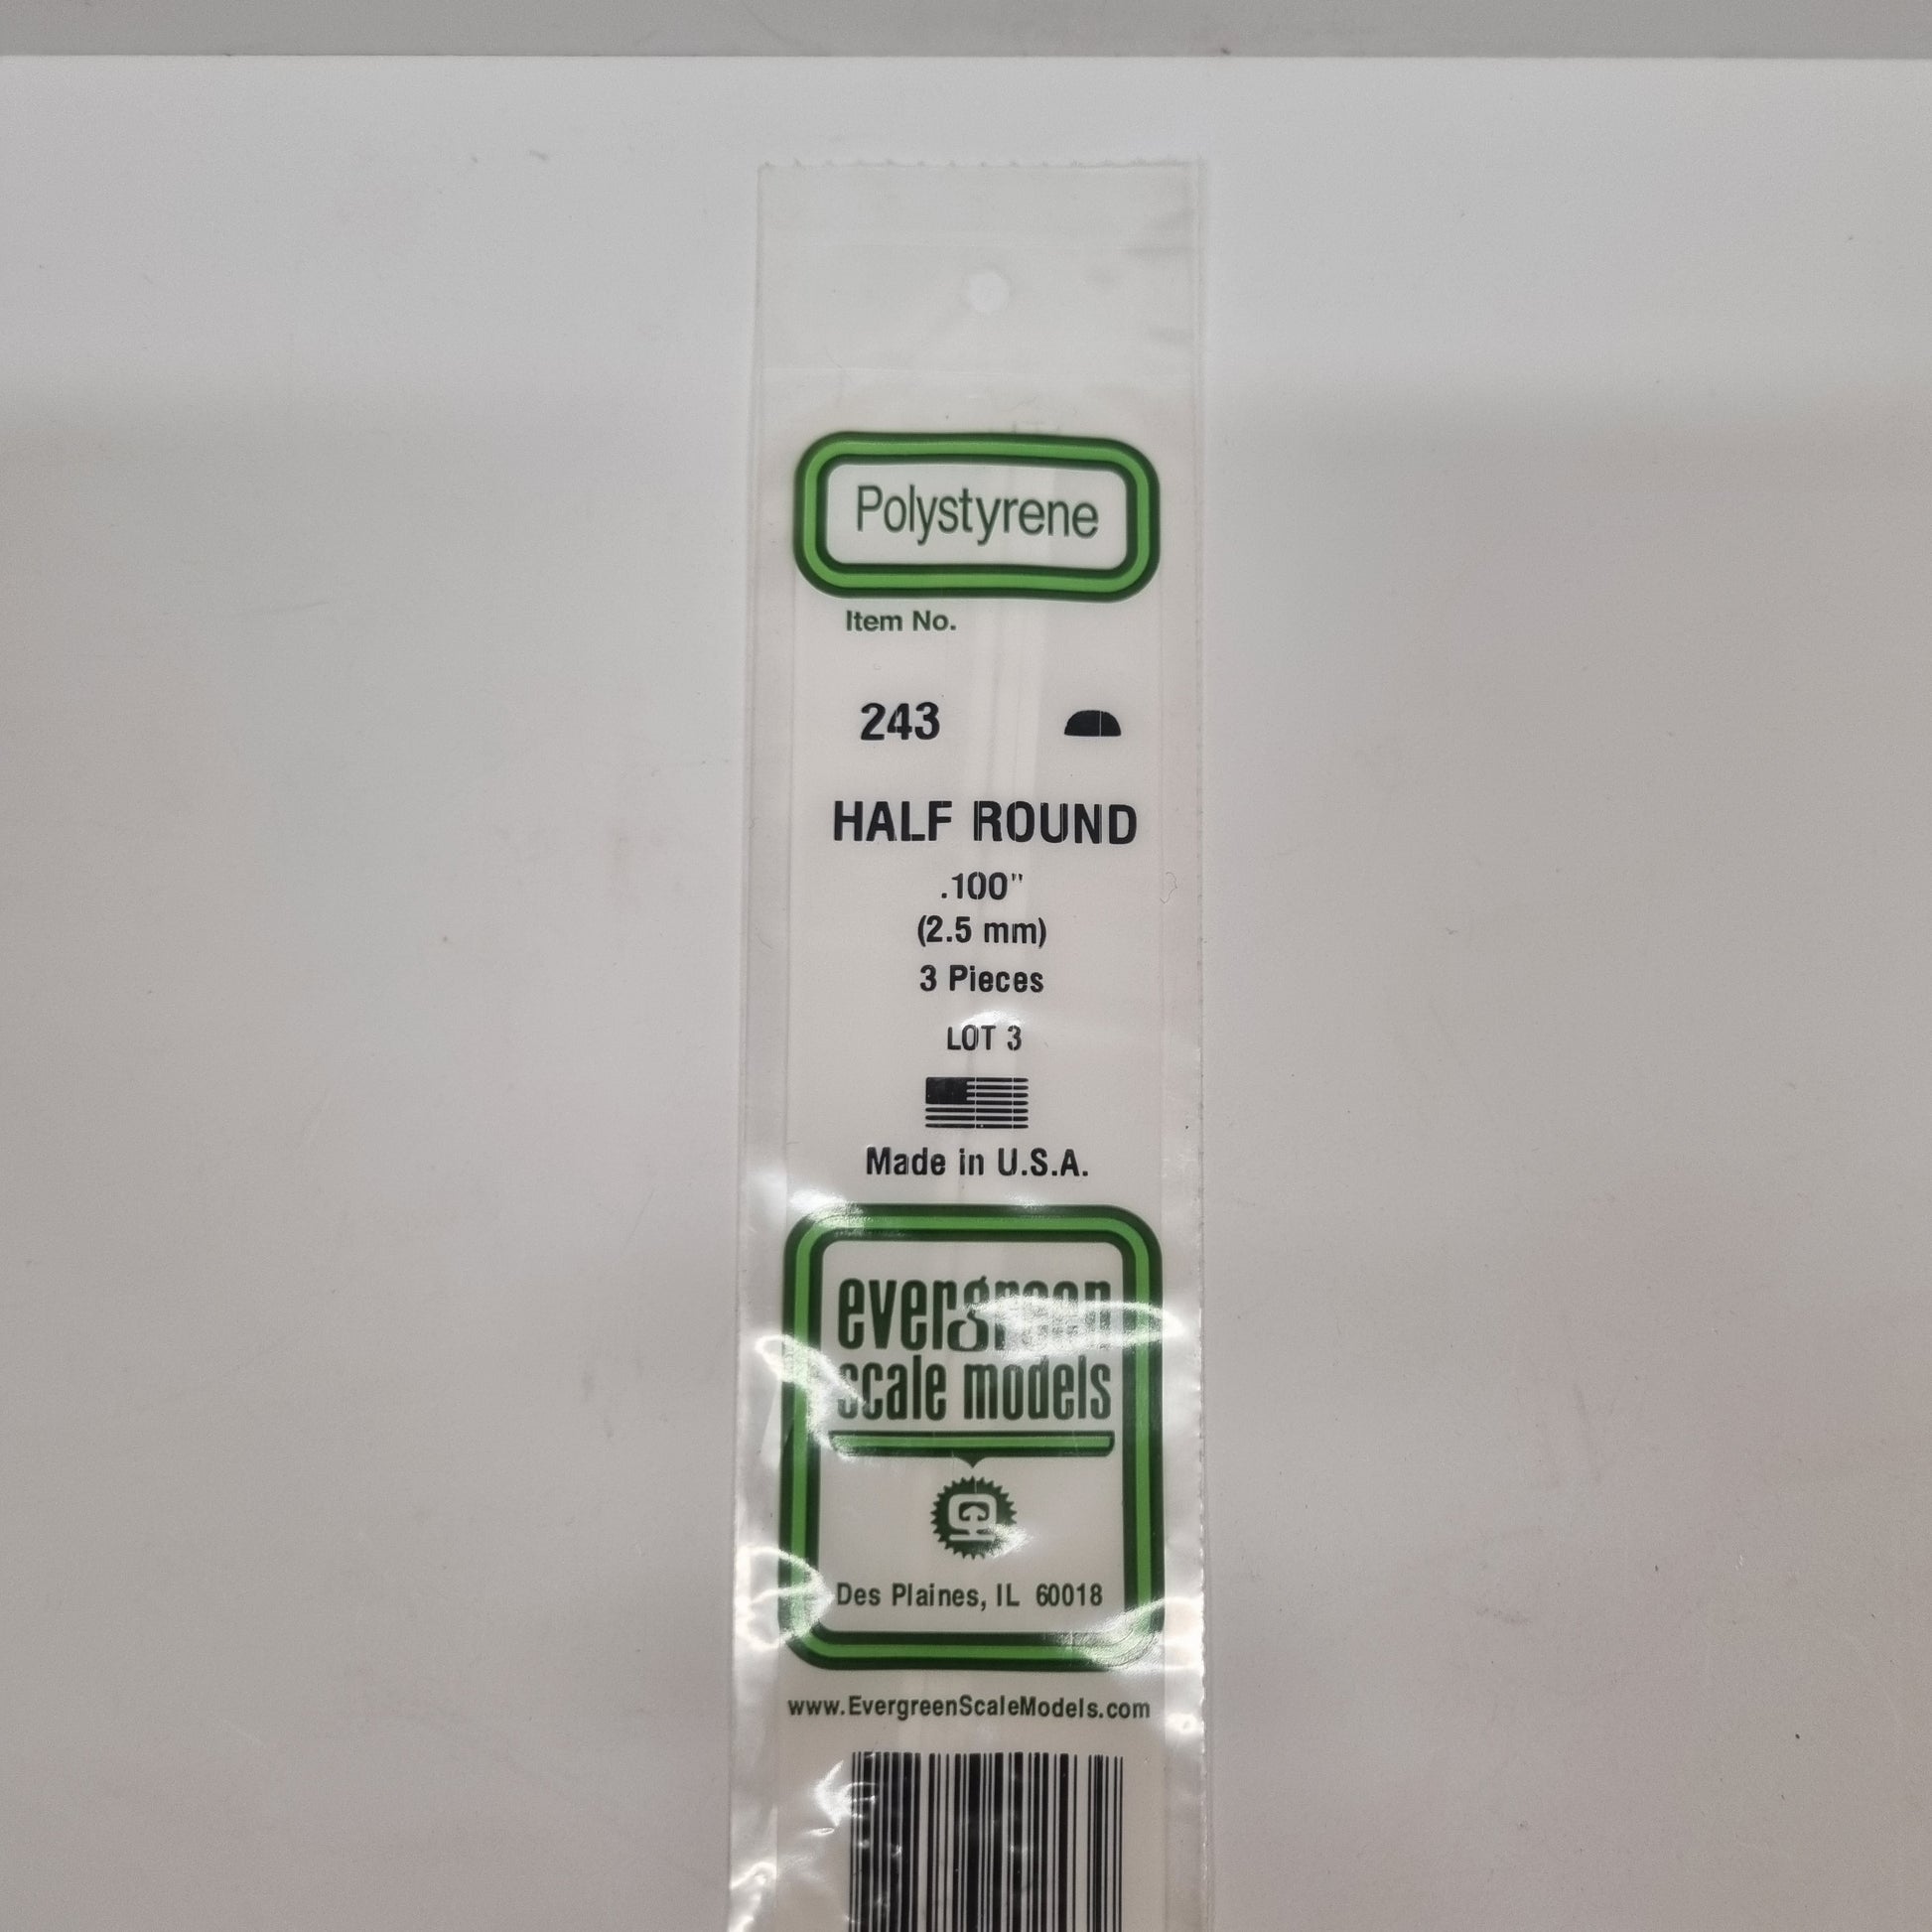 Polystyrene
Item No.
243
HALF ROUND
.100"
(2.5 mm)
3 Pieces
LOT 3
Made in U.S.A.
evergreen
scale models
Des Plaines, IL 60018
www.EvergreenScaleModels.com